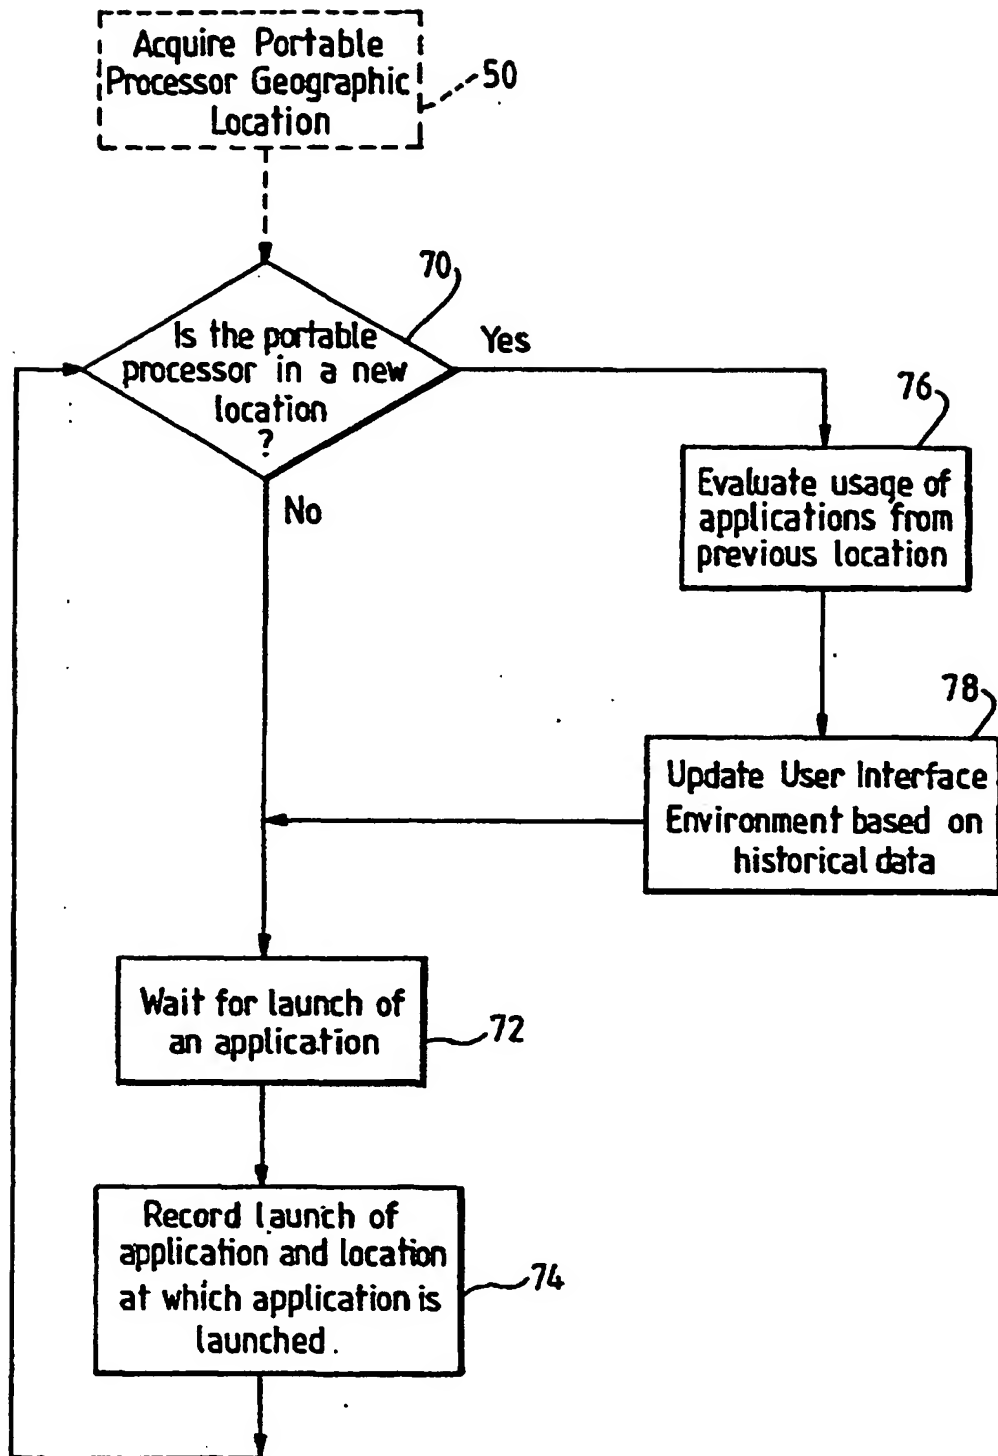 Acquire Portable
Processor Geographic
Location
50
70
Is the portable
processor in a new
location
?
Yes
No
76
Evaluate usage of
applications from
previous location
78
Update User Interface
Environment based on
historical data
Wait for launch of
an application
72
Record launch of
application and location
at which application is
launched.
74